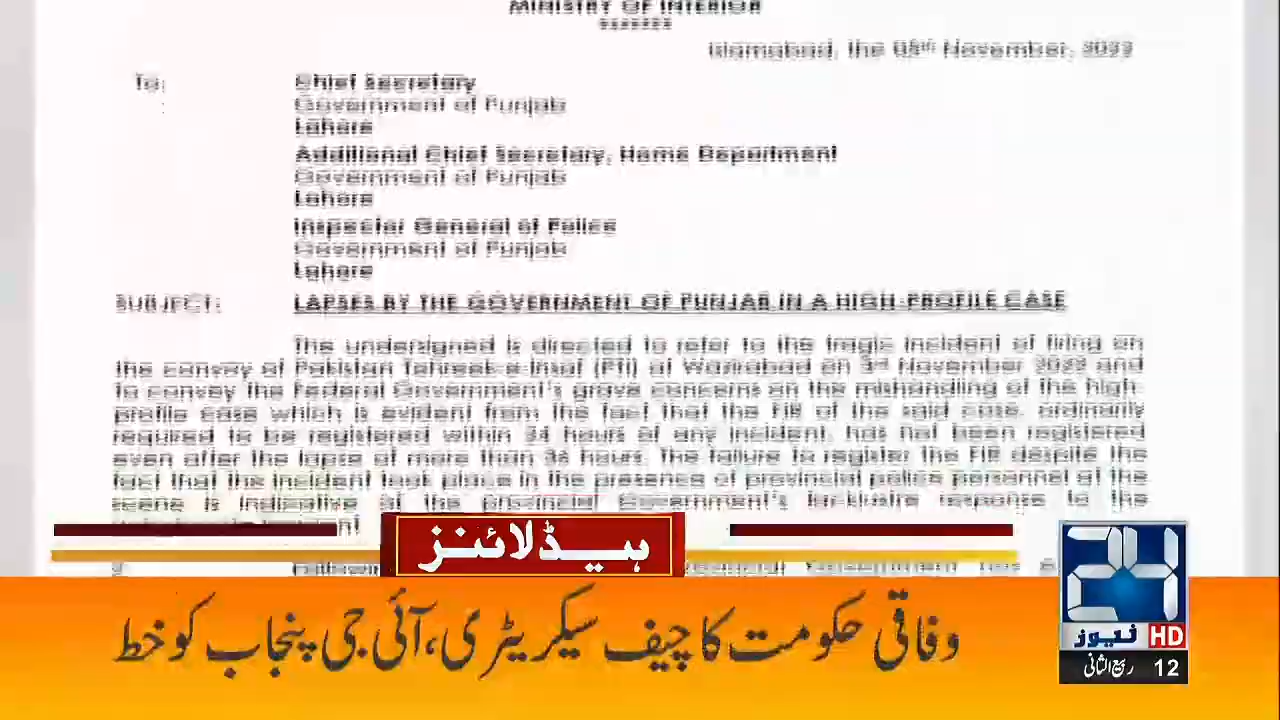 MINISTRY OF INTERIOR
*******
Islamabad, the 05th November, 2022
To:
Chief Secretary
Government of Punjab
Lahore
Additional Chief Secretary, Home Department
Government of Punjab
Lahore
Inspector General of Police
Government of Punjab
Lahore
SUBJECT: LAPSES BY THE GOVERNMENT OF PUNJAB IN A HIGH-PROFILE CASE
The undersigned is directed to refer to the tragic incident of firing on
the convoy of Pakistan Tehreek-e-Insaf (PTI) at Wazirabad on 3rd November 2022 and
to convey the Federal Government's grave concerns on the mishandling of the high-
profile case which is evident from the fact that the FIR of the said case, ordinarily
required to be registered within 24 hours of any incident, has not been registered
even after the lapse of more than 36 hours. The failure to register the FIR despite the
fact that the incident took place in the presence of provincial police personnel at the
scene is indicative of the provincial Government's response to the
ہیڈلائنز
وفاقی حکومت کا چیف سیکریٹری، آئی جی پنجاب کو خط
24
نیوز HD
12 ربیع الثانی